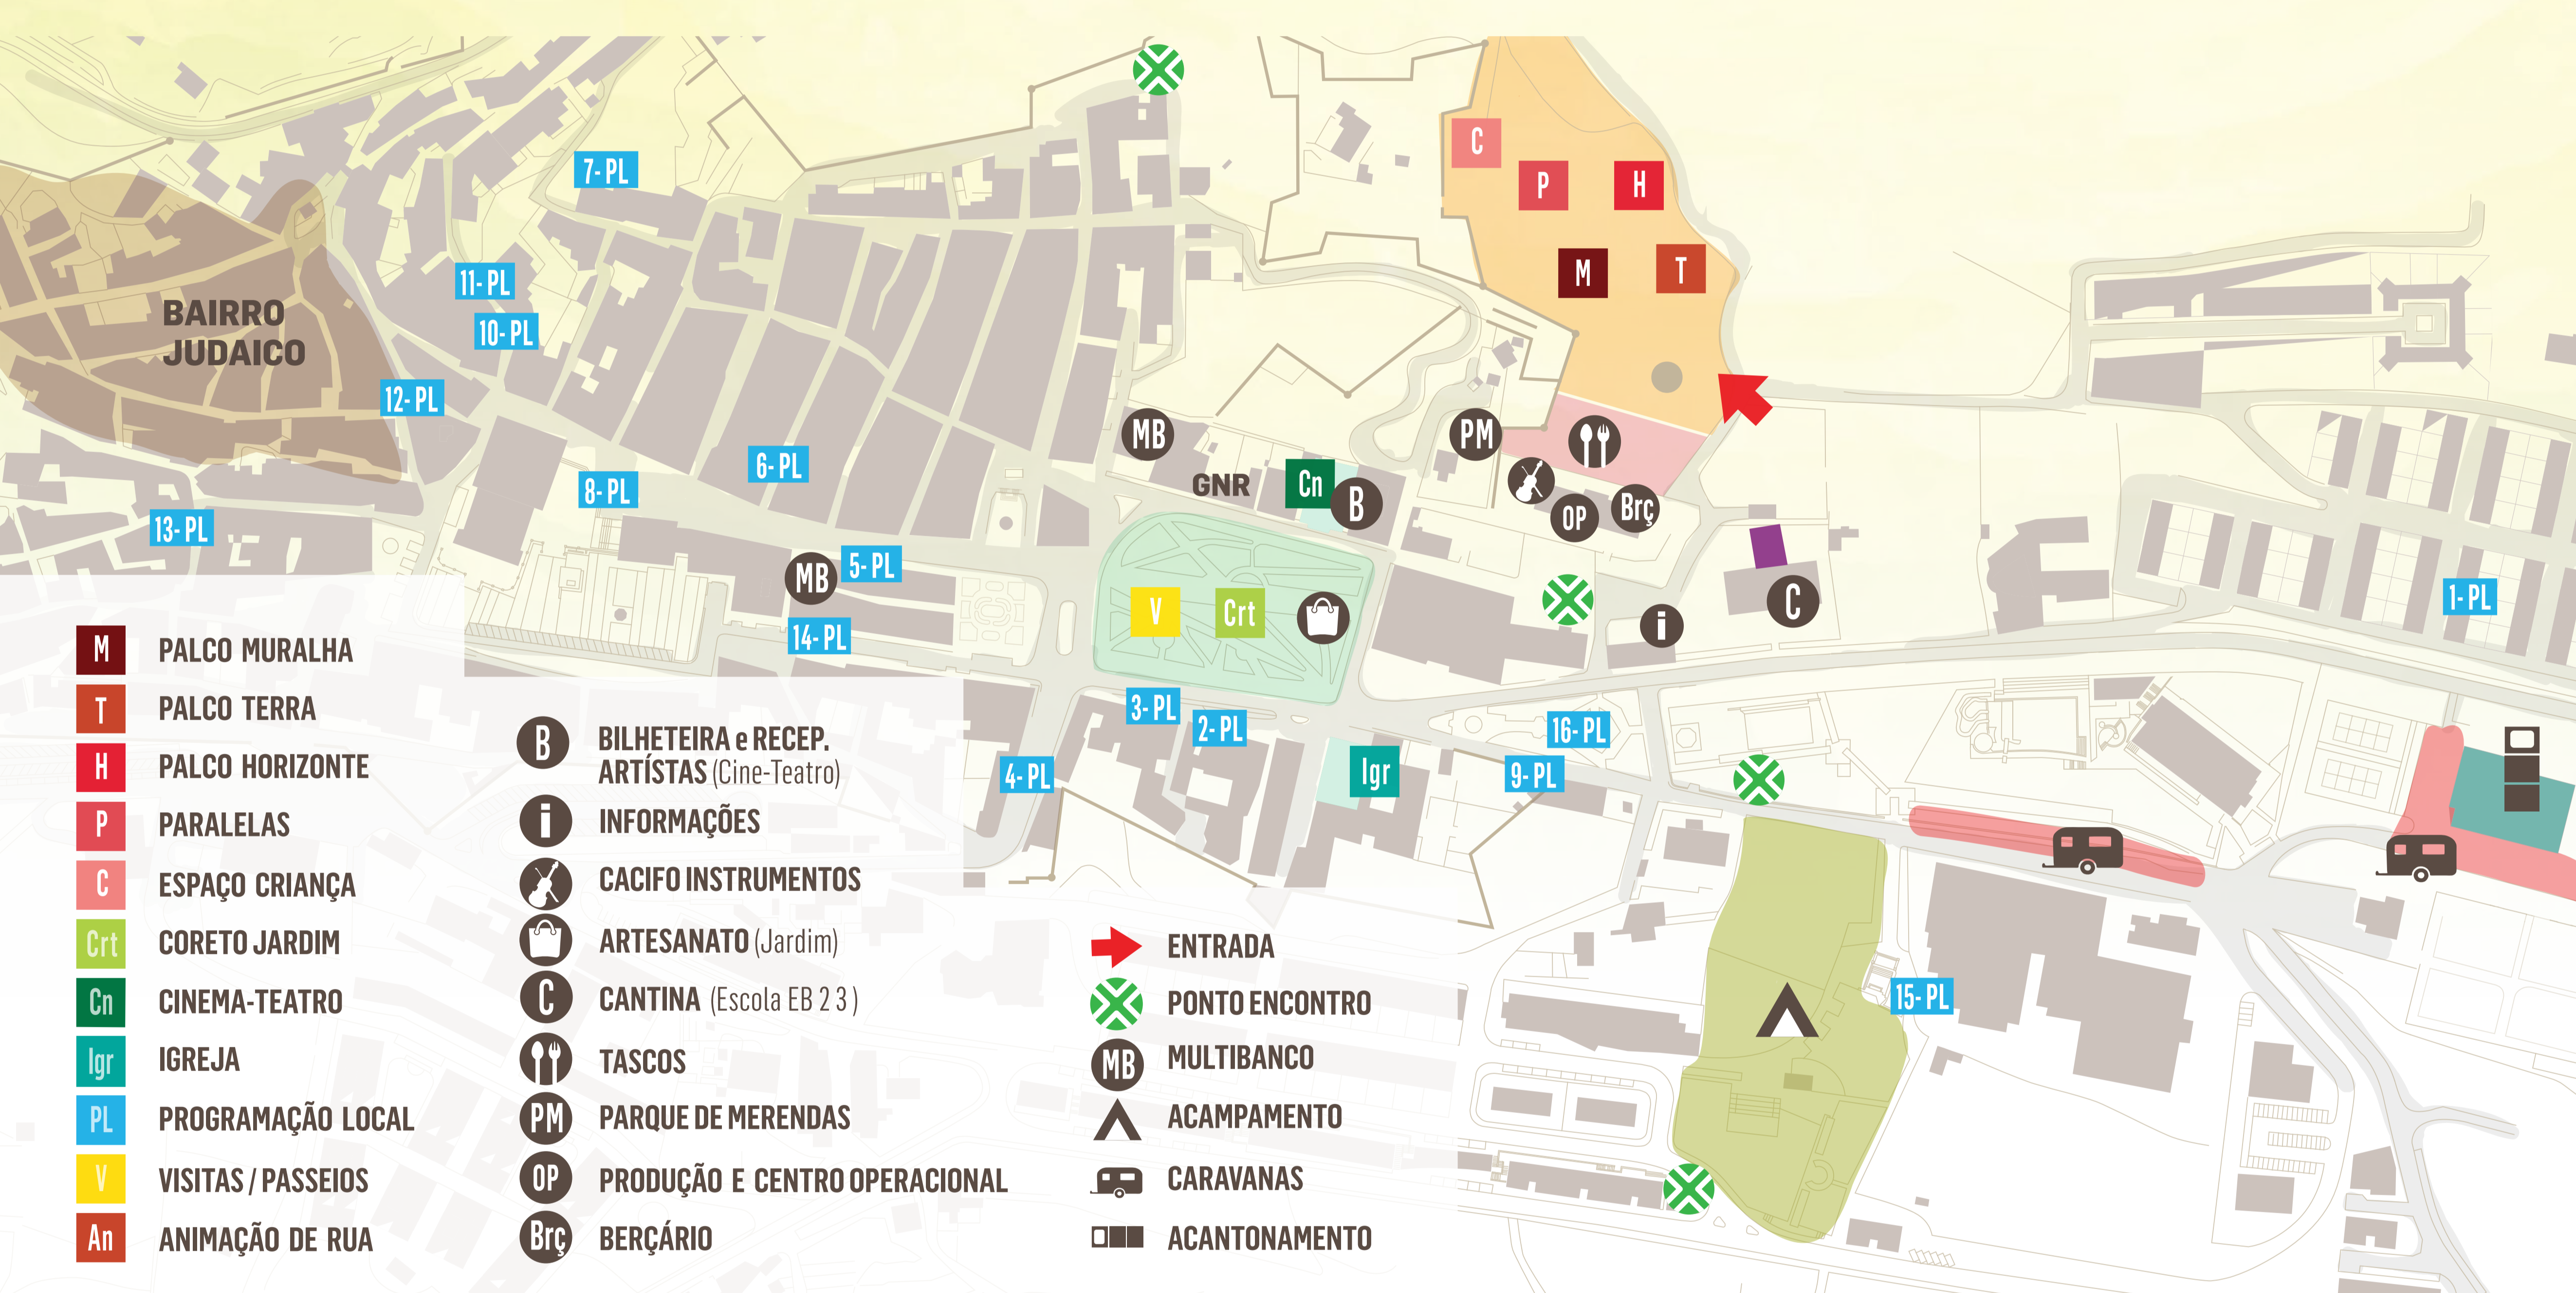 C
P
H
7- PL
M
T
11- PL
BAIRRO
JUDAICO
10- PL
12- PL
MB
PM
6- PL
GNR
Cn
B
8- PL
OP
Brç
13- PL
MB
5- PL
C
1- PL
V
Crt
i
14- PL
3- PL
2- PL
16- PL
4- PL
Igr
9- PL
15- PL
M PALCO MURALHA
T PALCO TERRA
H PALCO HORIZONTE
P PARALELAS
C ESPAÇO CRIANÇA
Crt CORETO JARDIM
Cn CINEMA-TEATRO
Igr IGREJA
PL PROGRAMAÇÃO LOCAL
V VISITAS / PASSEIOS
An ANIMAÇÃO DE RUA
B BILHETEIRA e RECEP.
ARTÍSTAS (Cine-Teatro)
i INFORMAÇÕES
CACIFO INSTRUMENTOS
ARTESANATO (Jardim)
C CANTINA (Escola EB 2 3 )
TASCOS
PM PARQUE DE MERENDAS
OP PRODUÇÃO E CENTRO OPERACIONAL
Brç BERÇÁRIO
ENTRADA
PONTO ENCONTRO
MB MULTIBANCO
ACAMPAMENTO
CARAVANAS
ACANTONAMENTO